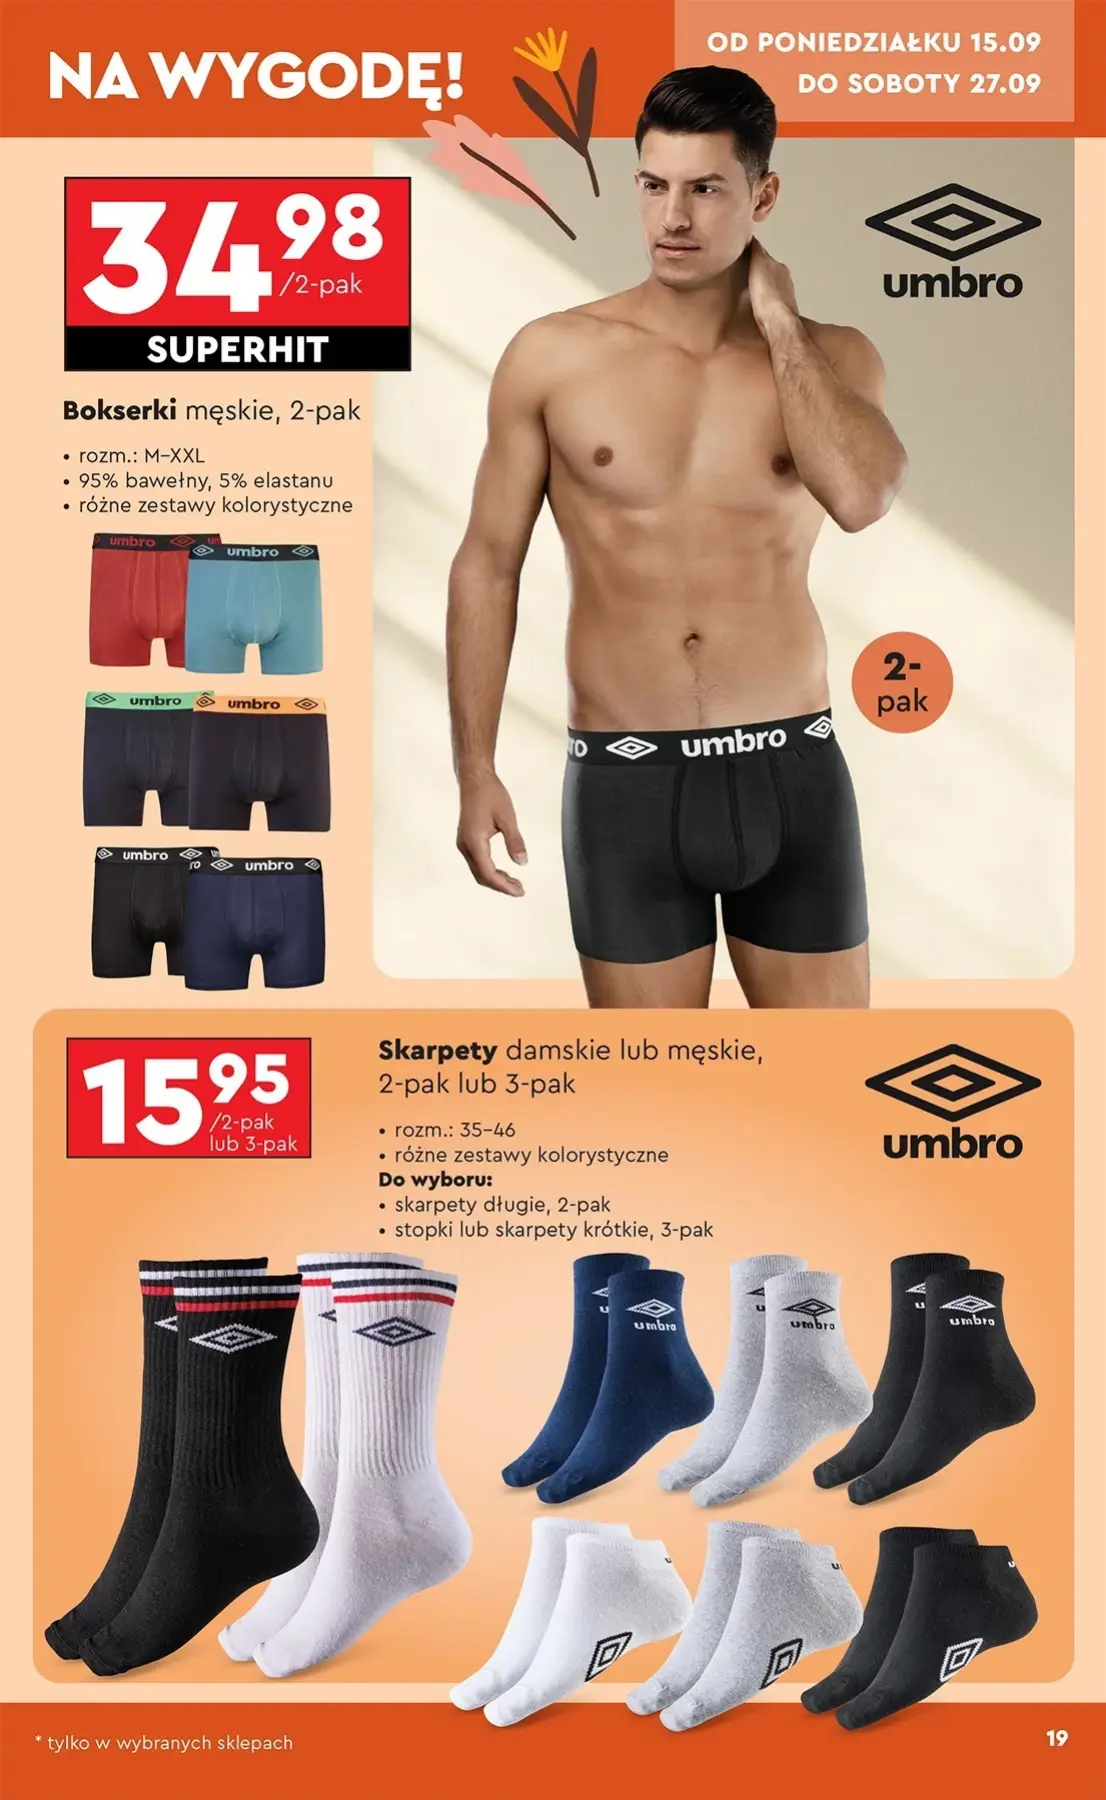 NA WYGODĘ!
OD PONIEDZIAŁKU 15.09
DO SOBOTY 27.09
34 98
/2-pak
SUPERHIT
umbro
Bokserki męskie, 2-pak
• rozm.: M–XXL
• 95% bawełny, 5% elastanu
• różne zestawy kolorystyczne
umbro
umbro
umbro
umbro
umbro
umbro
2-
pak
ro
umbro
15 95
/2-pak
lub 3-pak
Skarpety damskie lub męskie,
2-pak lub 3-pak
• rozm.: 35–46
• różne zestawy kolorystyczne
Do wyboru:
• skarpety długie, 2-pak
• stopki lub skarpety krótkie, 3-pak
umbro
umbro
umbro
umbro
* tylko w wybranych sklepach
19